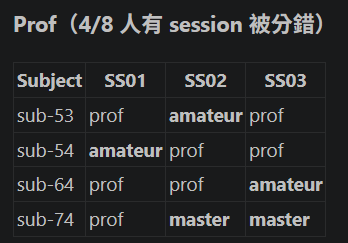 Prof（4/8 人有 session 被分錯）
Subject SS01 SS02 SS03
sub-53 prof amateur prof
sub-54 amateur prof prof
sub-64 prof prof amateur
sub-74 prof master master